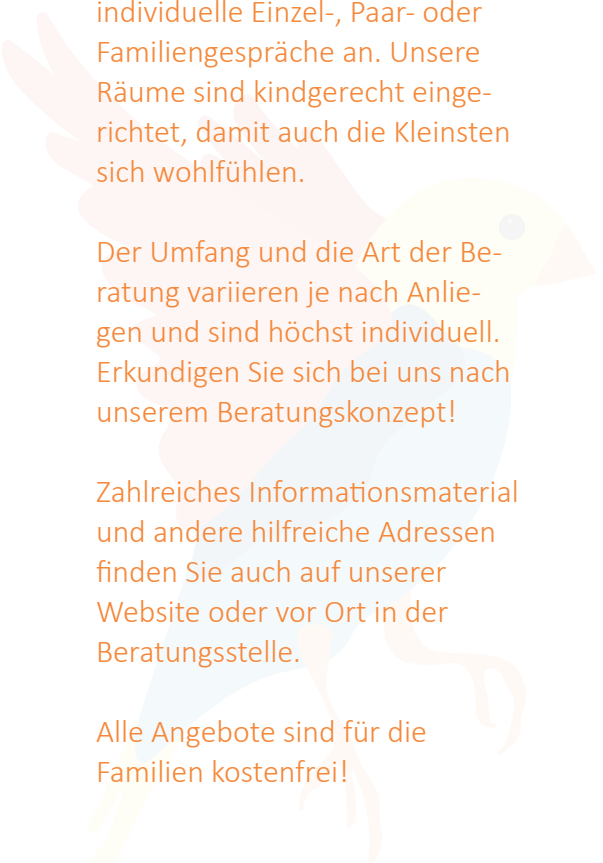 individuelle Einzel-, Paar- oder
Familiengespräche an. Unsere
Räume sind kindgerecht einge-
richtet, damit auch die Kleinsten
sich wohlfühlen.
Der Umfang und die Art der Be-
ratung variieren je nach Anlie-
gen und sind höchst individuell.
Erkundigen Sie sich bei uns nach
unserem Beratungskonzept!
Zahlreiches Informationsmaterial
und andere hilfreiche Adressen
finden Sie auch auf unserer
Website oder vor Ort in der
Beratungsstelle.
Alle Angebote sind für die
Familien kostenfrei!